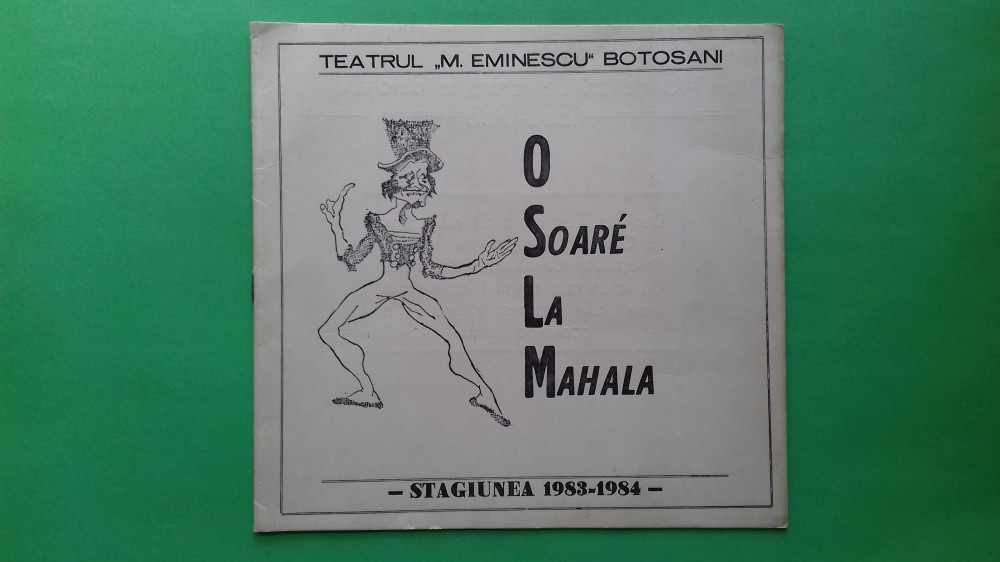 TEATRUL „M. EMINESCU“ BOTOSANI
O
SOARÉ
LA
MAHALA
— STAGIUNEA 1983-1984 —